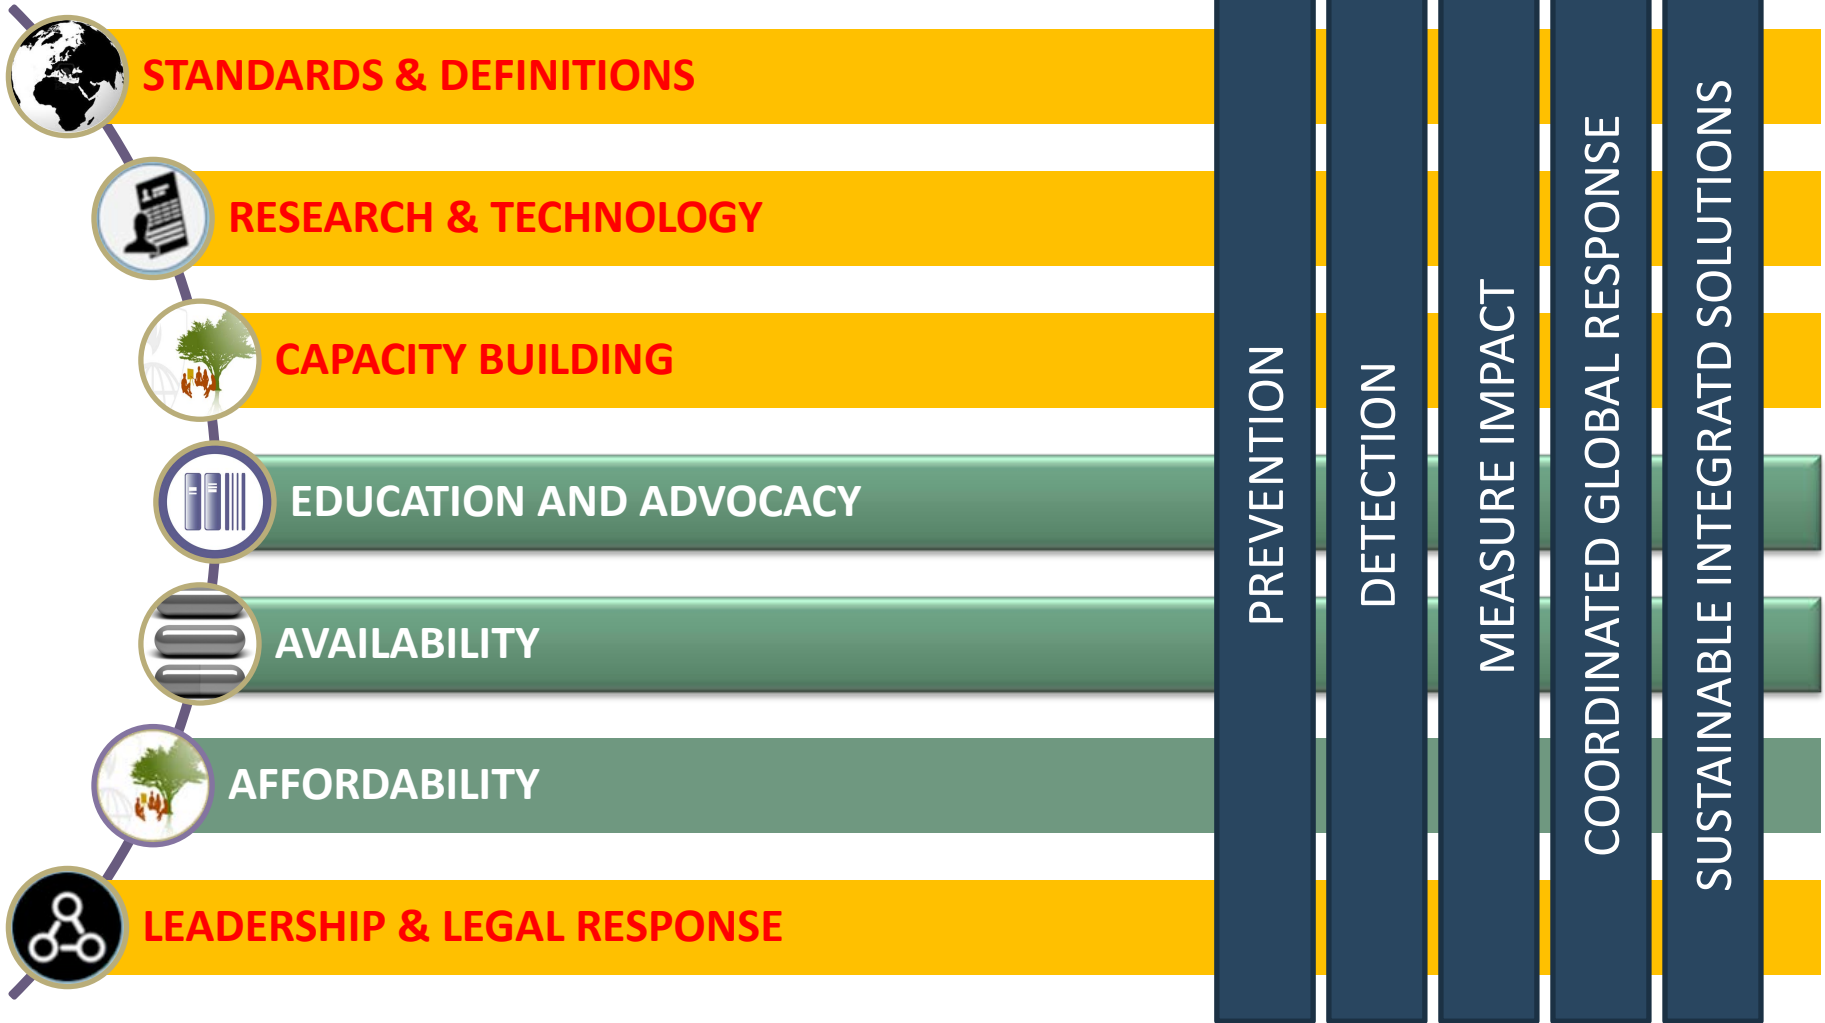 STANDARDS & DEFINITIONS
RESEARCH & TECHNOLOGY
CAPACITY BUILDING
EDUCATION AND ADVOCACY
AVAILABILITY
AFFORDABILITY
LEADERSHIP & LEGAL RESPONSE
PREVENTION
DETECTION
MEASURE IMPACT
COORDINATED GLOBAL RESPONSE
SUSTAINABLE INTEGRATD SOLUTIONS